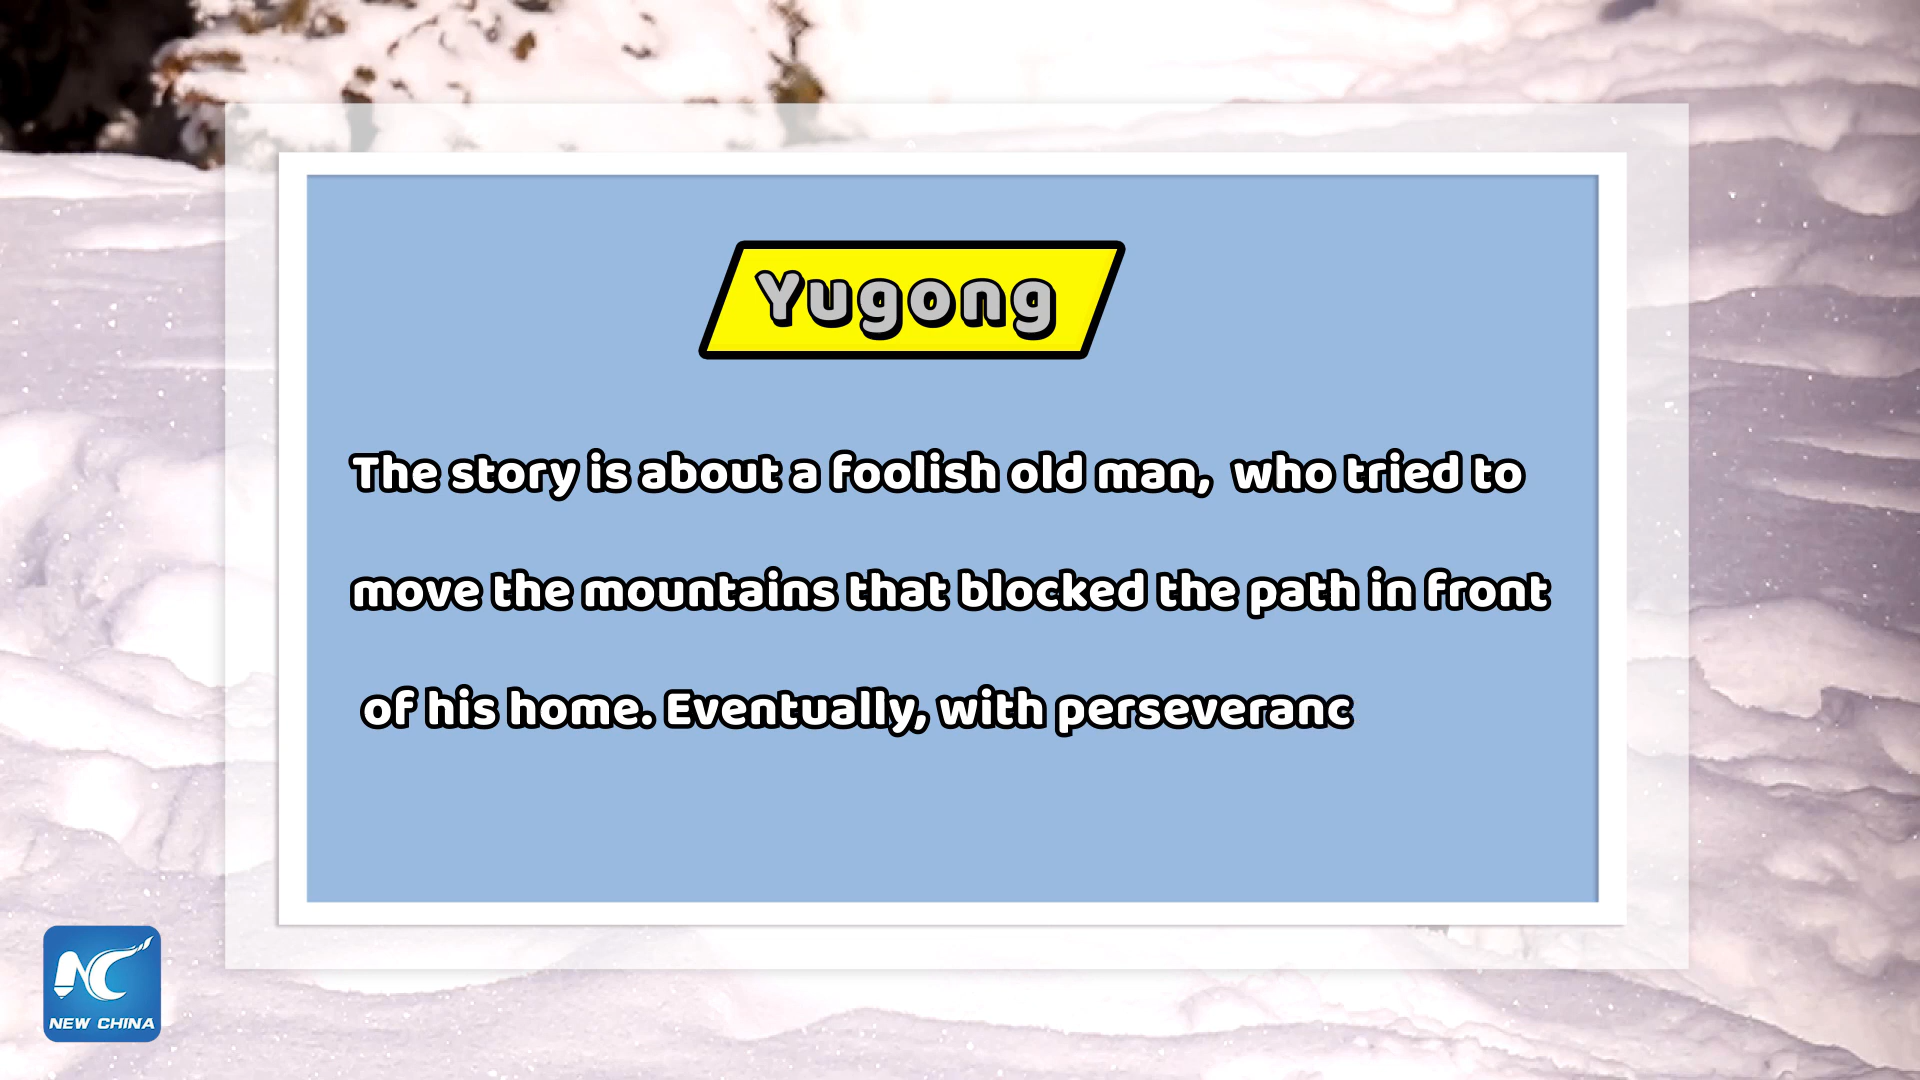 Yugong
The story is about a foolish old man, who tried to
move the mountains that blocked the path in front
of his home. Eventually, with perseveranc
NC
NEW CHINA